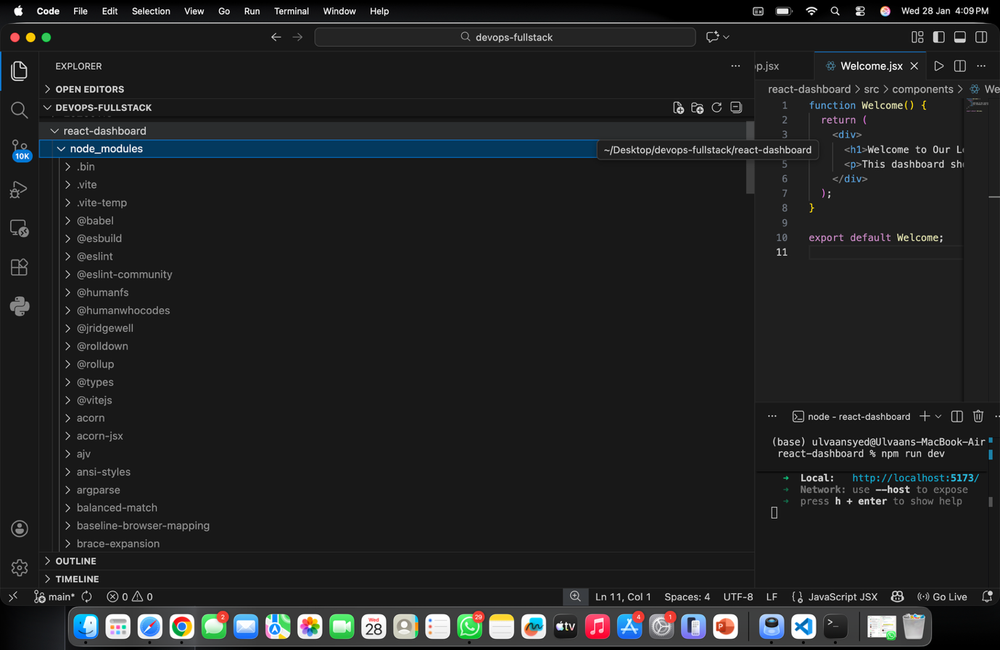 Code File Edit Selection View Go Run Terminal Window Help Wed 28 Jan 4:09 PM
devops-fullstack
EXPLORER
OPEN EDITORS
DEVOPS-FULLSTACK
react-dashboard
node_modules
~/Desktop/devops-fullstack/react-dashboard
.bin
.vite
.vite-temp
@babel
@esbuild
@eslint
@eslint-community
@humanfs
@humanwhocodes
@jridgewell
@rolldown
@rollup
@types
@vitejs
acorn
acorn-jsx
ajv
ansi-styles
argparse
balanced-match
baseline-browser-mapping
brace-expansion
OUTLINE
TIMELINE
10K
op.jsx Welcome.jsx
react-dashboard > src > components > We
1 function Welcome() {
2 return (
3 <div>
<h1>Welcome to Our Le
5 <p>This dashboard sho
6 </div>
7 );
8 }
9
10 export default Welcome;
11
node - react-dashboard
(base) ulvaansyed@Ulvaans-MacBook-Air
react-dashboard % npm run dev
➜ Local: http://localhost:5173/
➜ Network: use --host to expose
➜ press h + enter to show help
main* 0 0 Ln 11, Col 1 Spaces: 4 UTF-8 LF JavaScript JSX Go Live
2
Wed
28
29
tv
4
1
P
>_